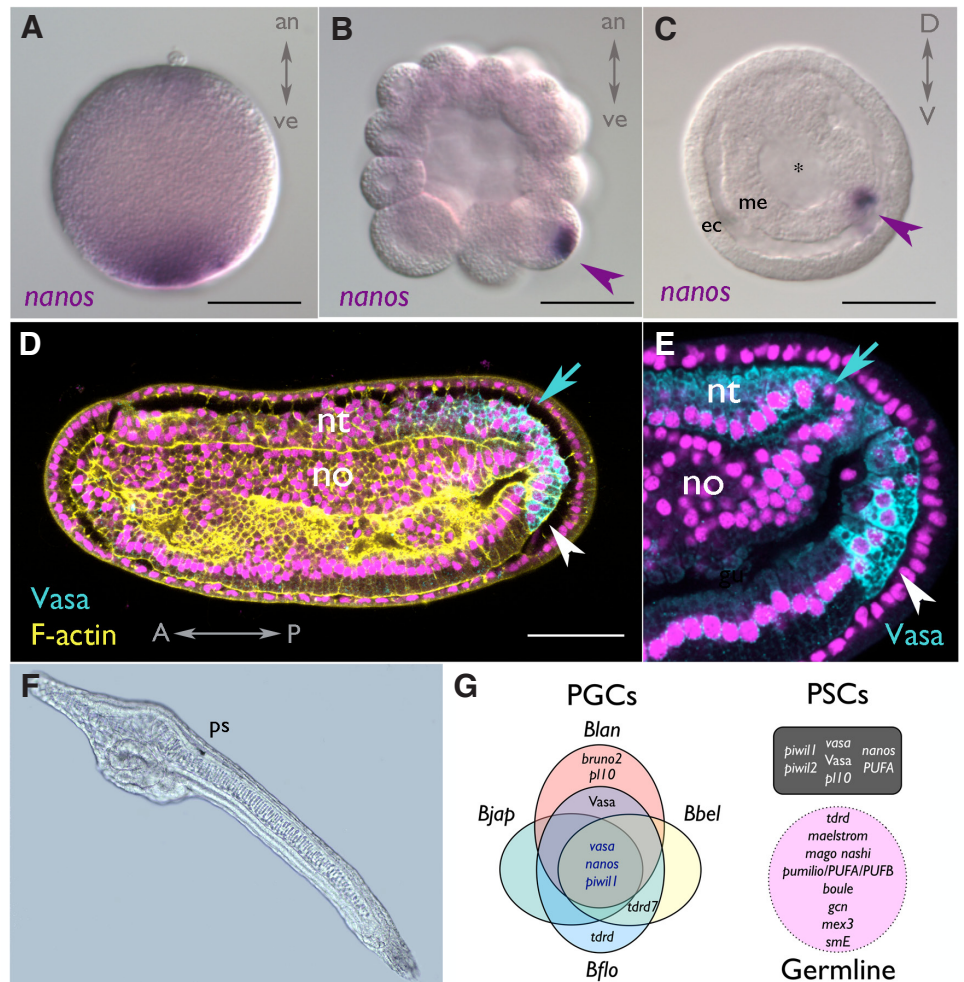 A
an
ve
nanos
B
an
ve
nanos
C
D
V
*
me
ec
nanos
D
nt
no
Vasa
F-actin
A
P
E
nt
no
gu
Vasa
F
ps
G
PGCs
Blan
bruno2
pl10
Vasa
Bjap
Bbel
vasa
nanos
piwil1
tdrd7
tdrd
Bflo
PSCs
piwil1 vasa nanos
piwil2 Vasa PUFA
pl10
tdrd
maelstrom
mago nashi
pumilio/PUFA/PUFB
boule
gcn
mex3
smE
Germline